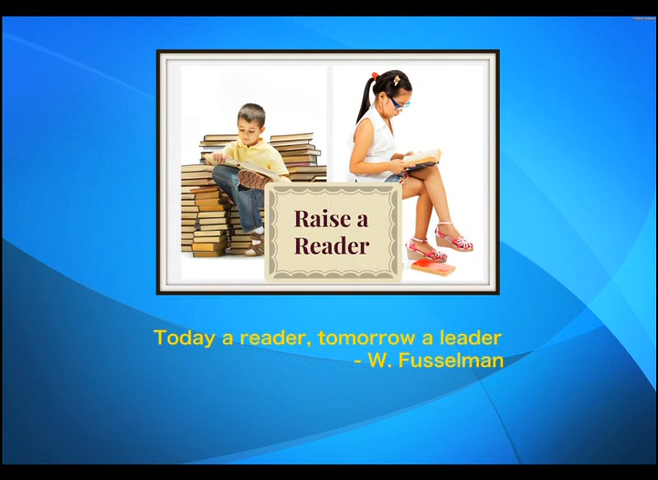 Raise a
Reader
Today a reader, tomorrow a leader
- W. Fusselman